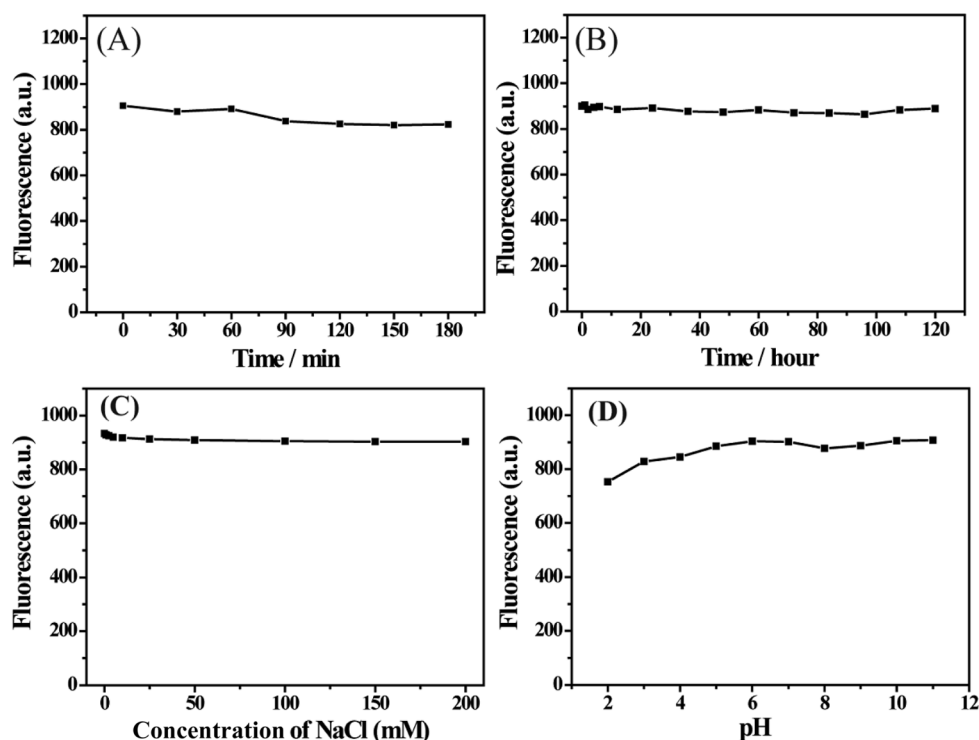 (A)
1200
1000
800
600
400
200
0
Fluorescence (a.u.)
0 30 60 90 120 150 180
Time / min
(B)
1200
1000
800
600
400
200
0
Fluorescence (a.u.)
0 20 40 60 80 100 120
Time / hour
(C)
1000
800
600
400
200
0
Fluorescence (a.u.)
0 50 100 150 200
Concentration of NaCl (mM)
(D)
1000
800
600
400
200
0
Fluorescence (a.u.)
2 4 6 8 10 12
pH